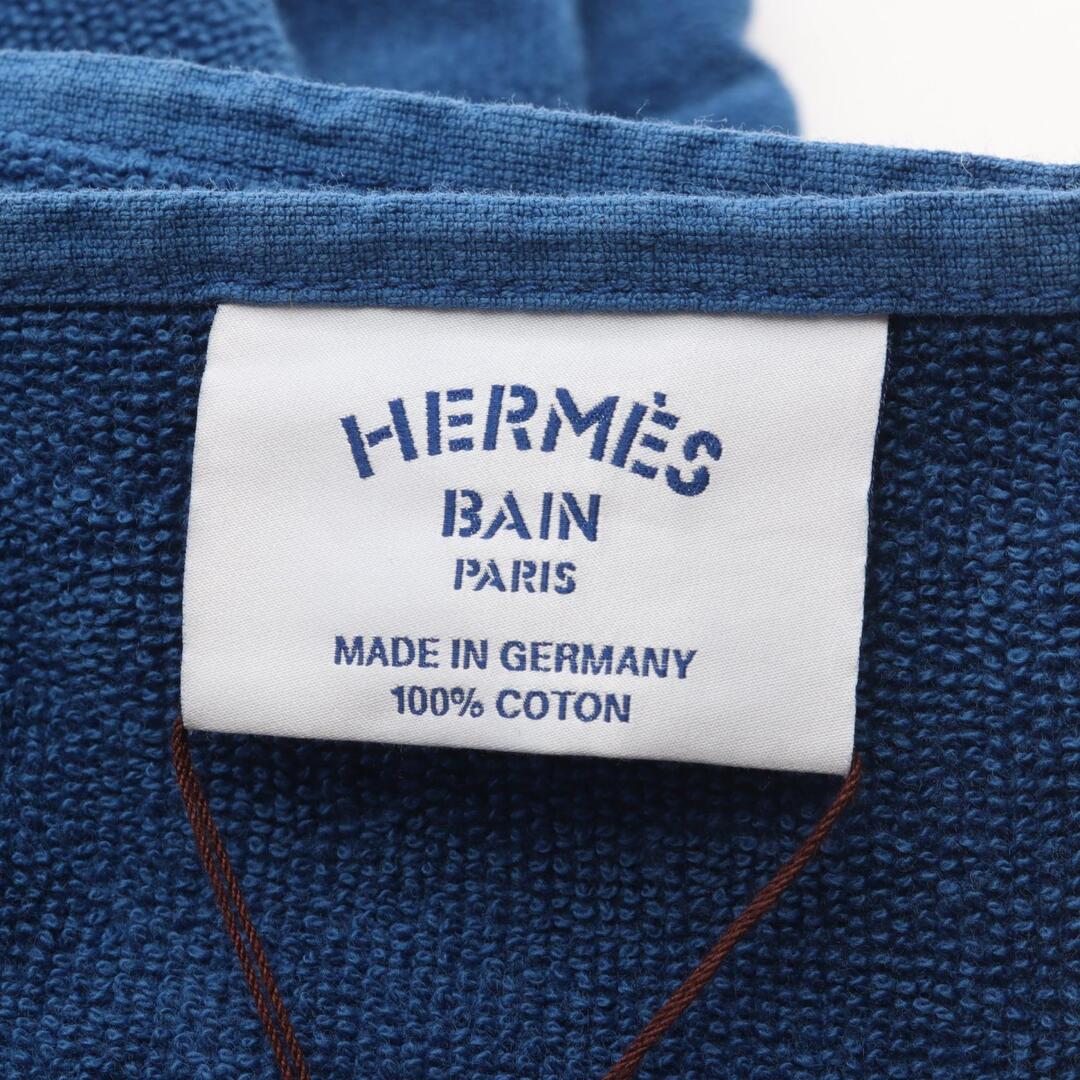 HERMÈS
BAIN
PARIS
MADE IN GERMANY
100% COTON